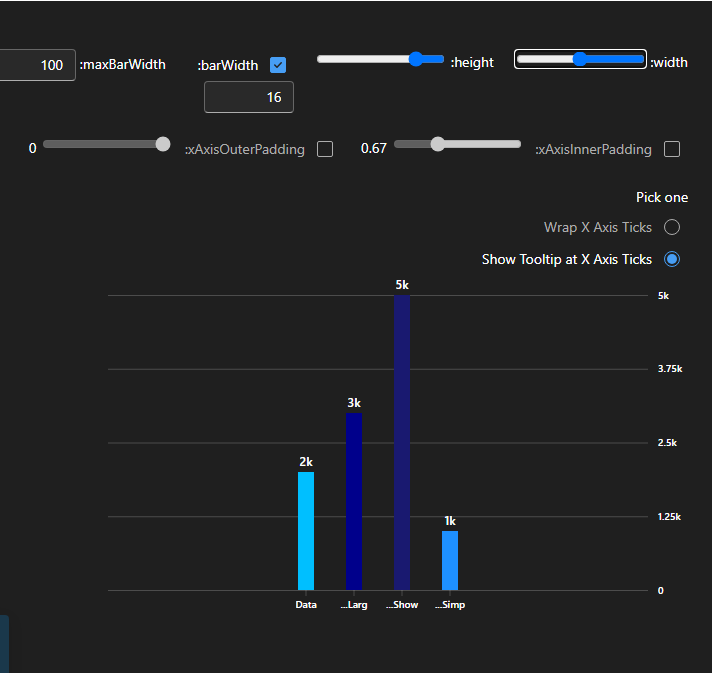 100 :maxBarWidth :barWidth :height :width
16
0 :xAxisOuterPadding 0.67 :xAxisInnerPadding
Pick one
Wrap X Axis Ticks
Show Tooltip at X Axis Ticks
5k
5k
3.75k
3k
2.5k
2k
1k
1.25k
0
Data ...Larg ...Show ...Simp